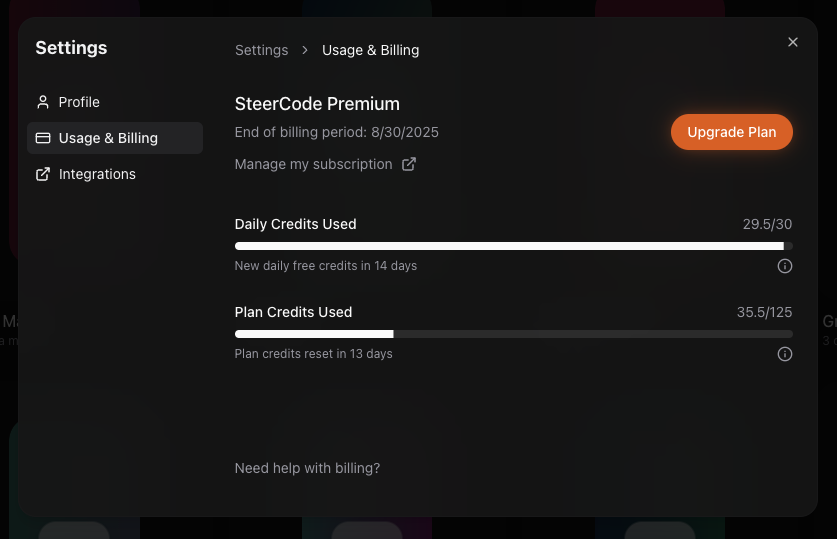 Settings
Settings > Usage & Billing
Profile
Usage & Billing
Integrations
SteerCode Premium
End of billing period: 8/30/2025
Manage my subscription
Upgrade Plan
Daily Credits Used 29.5/30
New daily free credits in 14 days
Plan Credits Used 35.5/125
Plan credits reset in 13 days
Need help with billing?